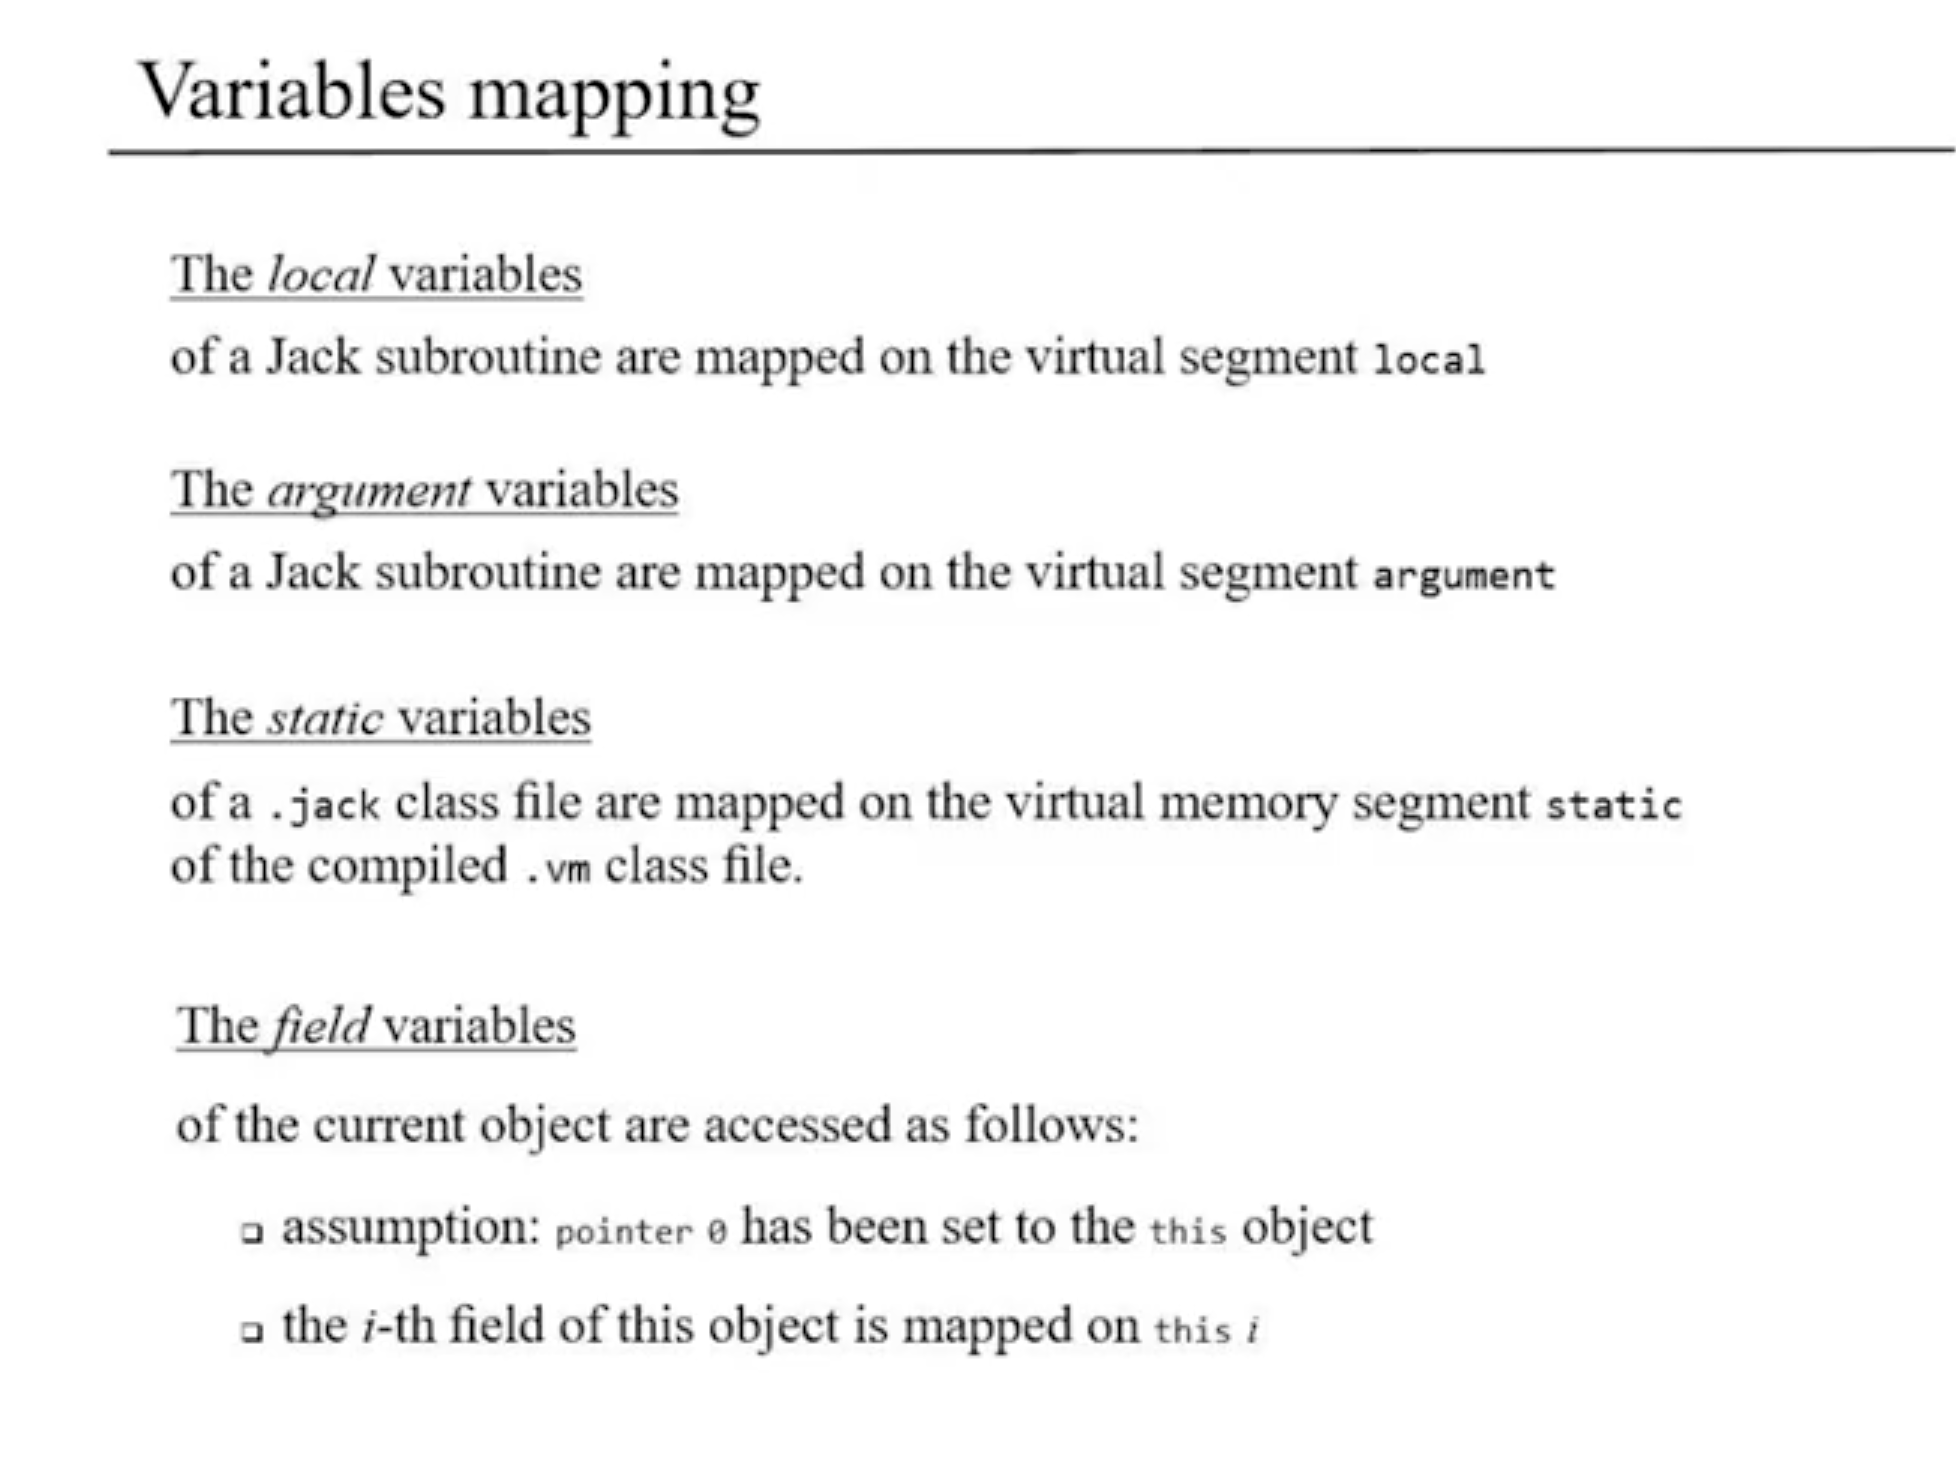 Variables mapping
The local variables
of a Jack subroutine are mapped on the virtual segment local
The argument variables
of a Jack subroutine are mapped on the virtual segment argument
The static variables
of a .jack class file are mapped on the virtual memory segment static
of the compiled .vm class file.
The field variables
of the current object are accessed as follows:
❑ assumption: pointer 0 has been set to the this object
❑ the i-th field of this object is mapped on this i